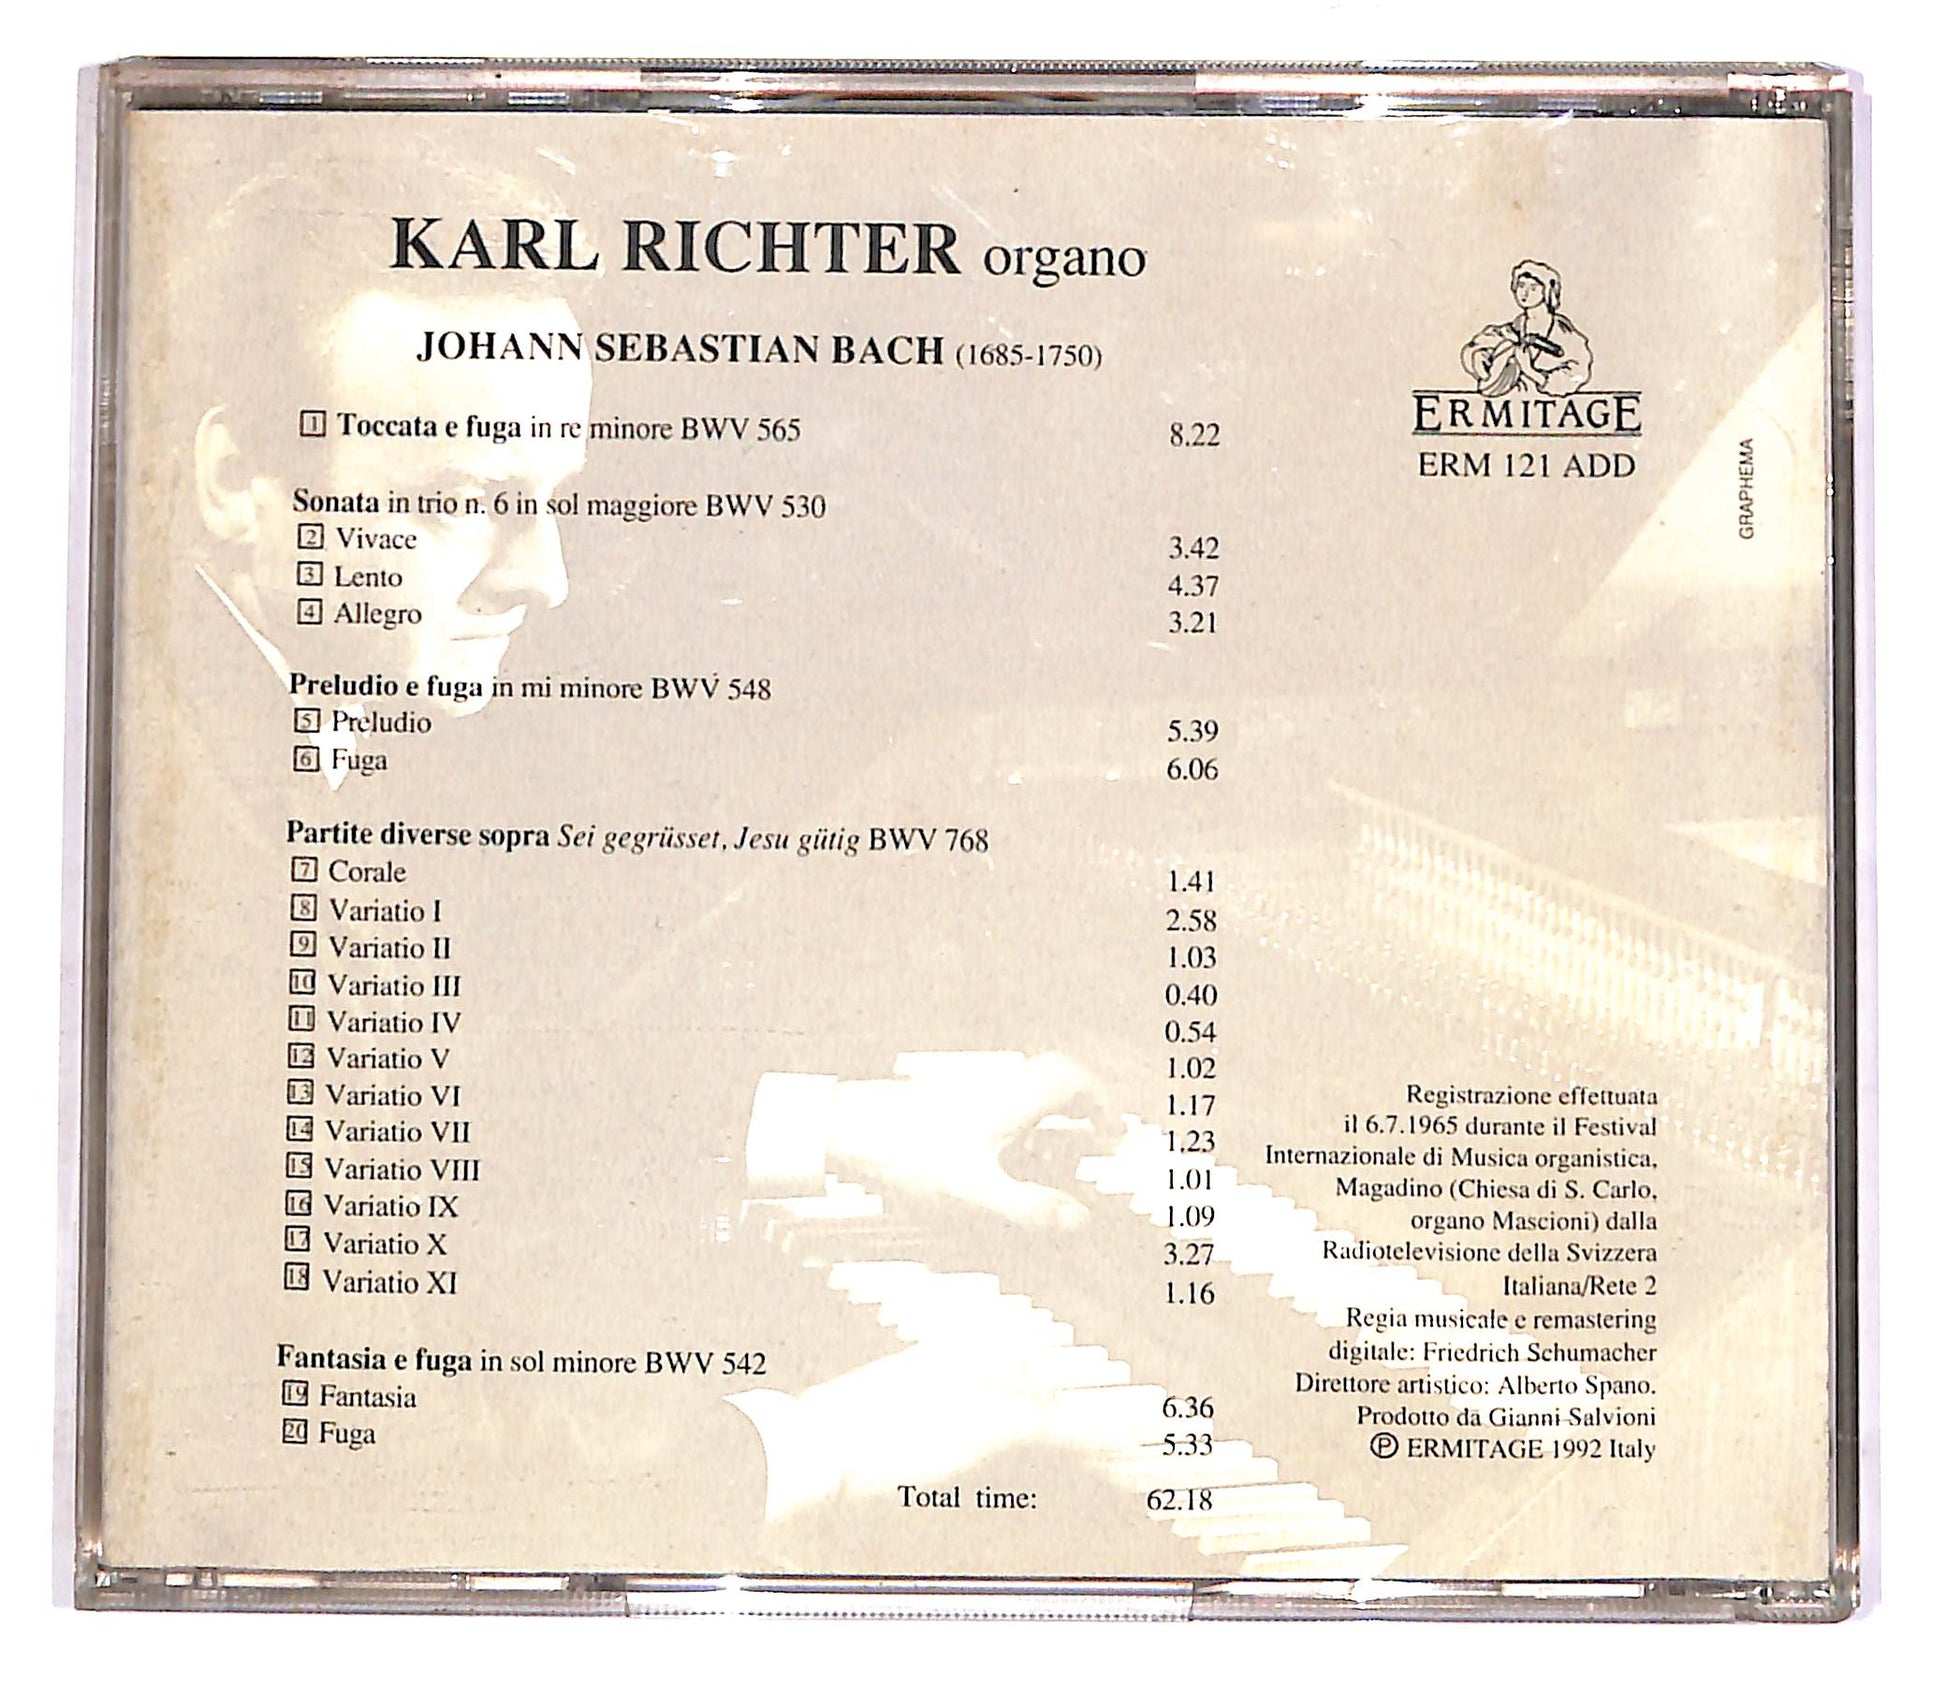 KARL RICHTER organo
JOHANN SEBASTIAN BACH (1685-1750)
1 Toccata e fuga in re minore BWV 565 8.22
Sonata in trio n. 6 in sol maggiore BWV 530
2 Vivace 3.42
3 Lento 4.37
4 Allegro 3.21
Preludio e fuga in mi minore BWV 548
5 Preludio 5.39
6 Fuga 6.06
Partite diverse sopra Sei gegrüsset, Jesu gütig BWV 768
7 Corale 1.41
8 Variatio I 2.58
9 Variatio II 1.03
10 Variatio III 0.40
11 Variatio IV 0.54
12 Variatio V 1.02
13 Variatio VI 1.17
14 Variatio VII 1.23
15 Variatio VIII 1.01
16 Variatio IX 1.09
17 Variatio X 3.27
18 Variatio XI 1.16
Fantasia e fuga in sol minore BWV 542
19 Fantasia 6.36
20 Fuga 5.33
Total time: 62.18
ERMITAGE
ERM 121 ADD
GRAPHEMA
Registrazione effettuata
il 6.7.1965 durante il Festival
Internazionale di Musica organistica,
Magadino (Chiesa di S. Carlo,
organo Mascioni) dalla
Radiotelevisione della Svizzera
Italiana/Rete 2
Regia musicale e remastering
digitale: Friedrich Schumacher
Direttore artistico: Alberto Spano.
Prodotto da Gianni Salvioni
℗ ERMITAGE 1992 Italy